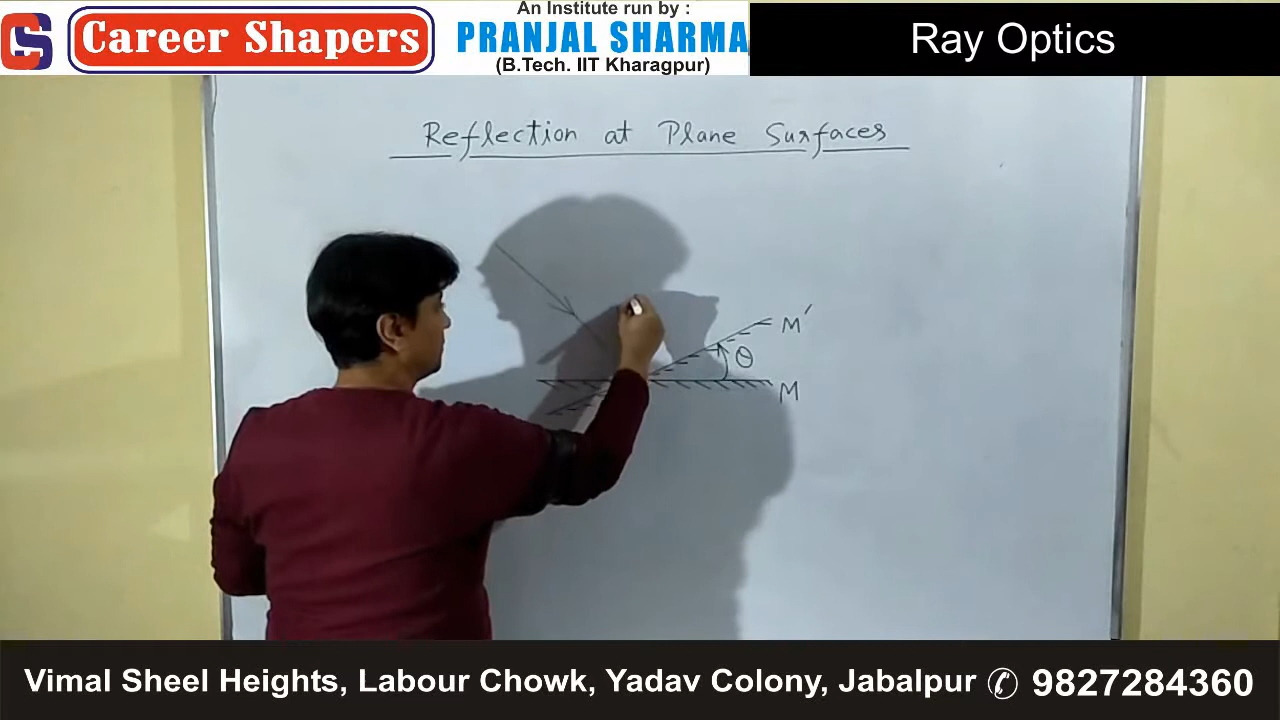 CS Career Shapers
An Institute run by :
PRANJAL SHARMA
(B.Tech. IIT Kharagpur)
Ray Optics
Reflection at Plane Surfaces
M'
θ
M
Vimal Sheel Heights, Labour Chowk, Yadav Colony, Jabalpur ✆ 9827284360